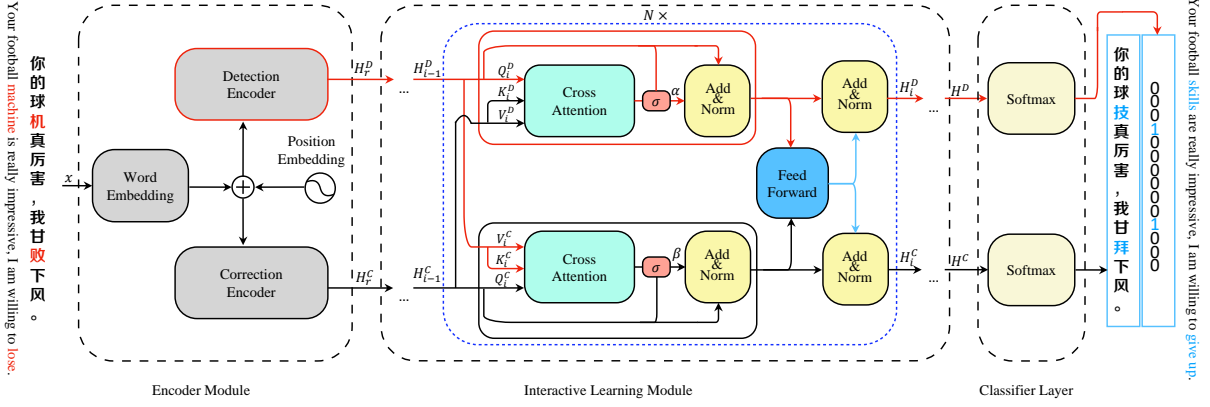 Your football machine is really impressive, I am willing to lose.
你的球机真厉害，我甘败下风。
x
Word
Embedding
Detection
Encoder
Position
Embedding
Correction
Encoder
Encoder Module
H_r^D
...
H_{i-1}^D
H_r^C
...
H_{i-1}^C
N ×
Q_i^D
K_i^D
V_i^D
Cross
Attention
σ
α
Add
&
Norm
Add
&
Norm
Feed
Forward
V_i^C
K_i^C
Q_i^C
Cross
Attention
σ
β
Add
&
Norm
Add
&
Norm
Interactive Learning Module
H_i^D
...
H^D
H_i^C
...
H^C
Softmax
Softmax
Classifier Layer
你的球技真厉害，我甘拜下风。
00010000001000
Your football skills are really impressive, I am willing to give up.